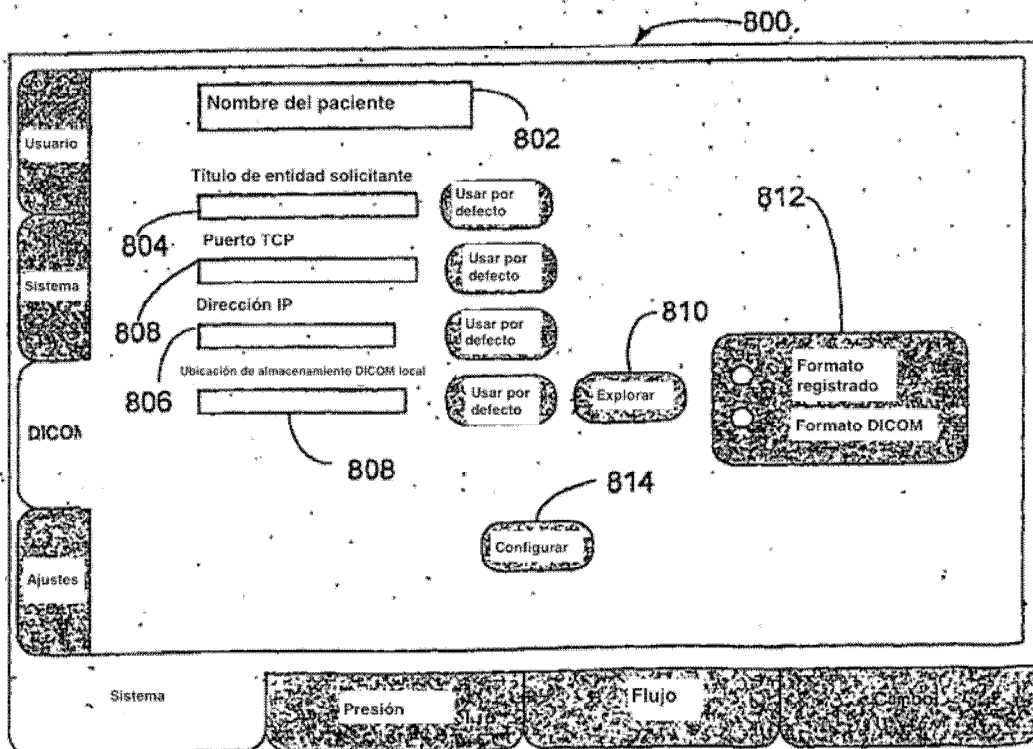 800
Nombre del paciente
802
Usuario
Título de entidad solicitante
Usar por
defecto
804
812
Puerto TCP
Usar por
defecto
Sistema
808
Dirección IP
810
Usar por
defecto
806
Ubicación de almacenamiento DICOM local
Usar por
defecto
Explorar
Formato
registrado
Formato DICOM
DICOM
808
814
Configurar
Ajustes
Sistema
Presión
Flujo